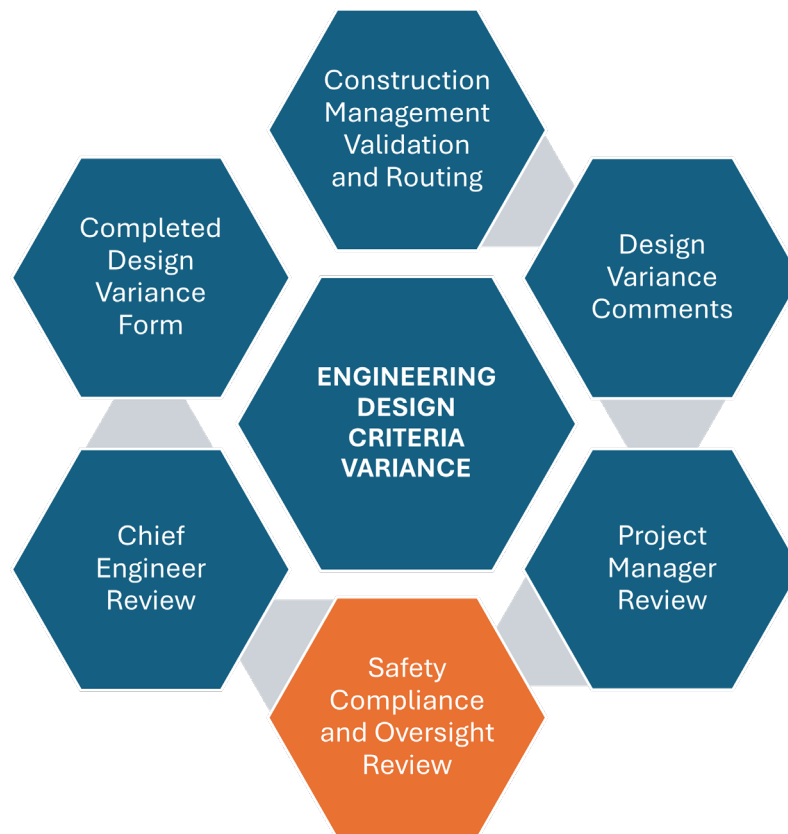 Construction
Management
Validation
and Routing
Design
Variance
Comments
Project
Manager
Review
Safety
Compliance
and Oversight
Review
Chief
Engineer
Review
Completed
Design
Variance
Form
ENGINEERING
DESIGN
CRITERIA
VARIANCE